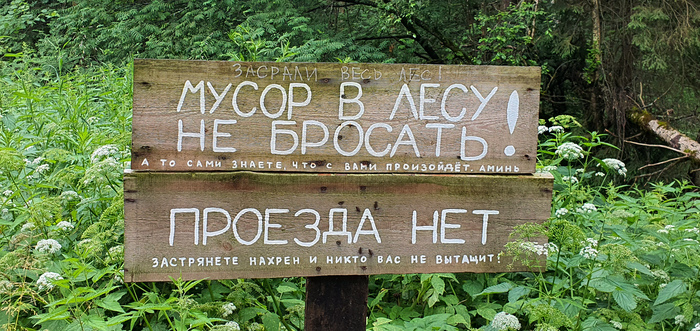 ЗАСРАЛИ ВЕСЬ ЛЕС!
МУСОР В ЛЕСУ
НЕ БРОСАТЬ!
А ТО САМИ ЗНАЕТЕ, ЧТО С ВАМИ ПРОИЗОЙДЁТ. АМИНЬ
ПРОЕЗДА НЕТ
ЗАСТРЯНЕТЕ НАХРЕН И НИКТО ВАС НЕ ВЫТАЩИТ!